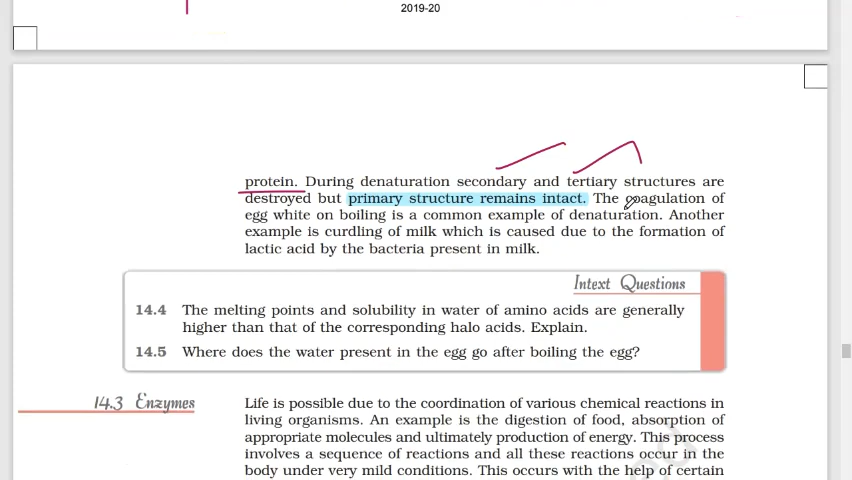 2019-20
protein. During denaturation secondary and tertiary structures are
destroyed but primary structure remains intact. The coagulation of
egg white on boiling is a common example of denaturation. Another
example is curdling of milk which is caused due to the formation of
lactic acid by the bacteria present in milk.
Intext Questions
14.4 The melting points and solubility in water of amino acids are generally
higher than that of the corresponding halo acids. Explain.
14.5 Where does the water present in the egg go after boiling the egg?
14.3 Enzymes
Life is possible due to the coordination of various chemical reactions in
living organisms. An example is the digestion of food, absorption of
appropriate molecules and ultimately production of energy. This process
involves a sequence of reactions and all these reactions occur in the
body under very mild conditions. This occurs with the help of certain